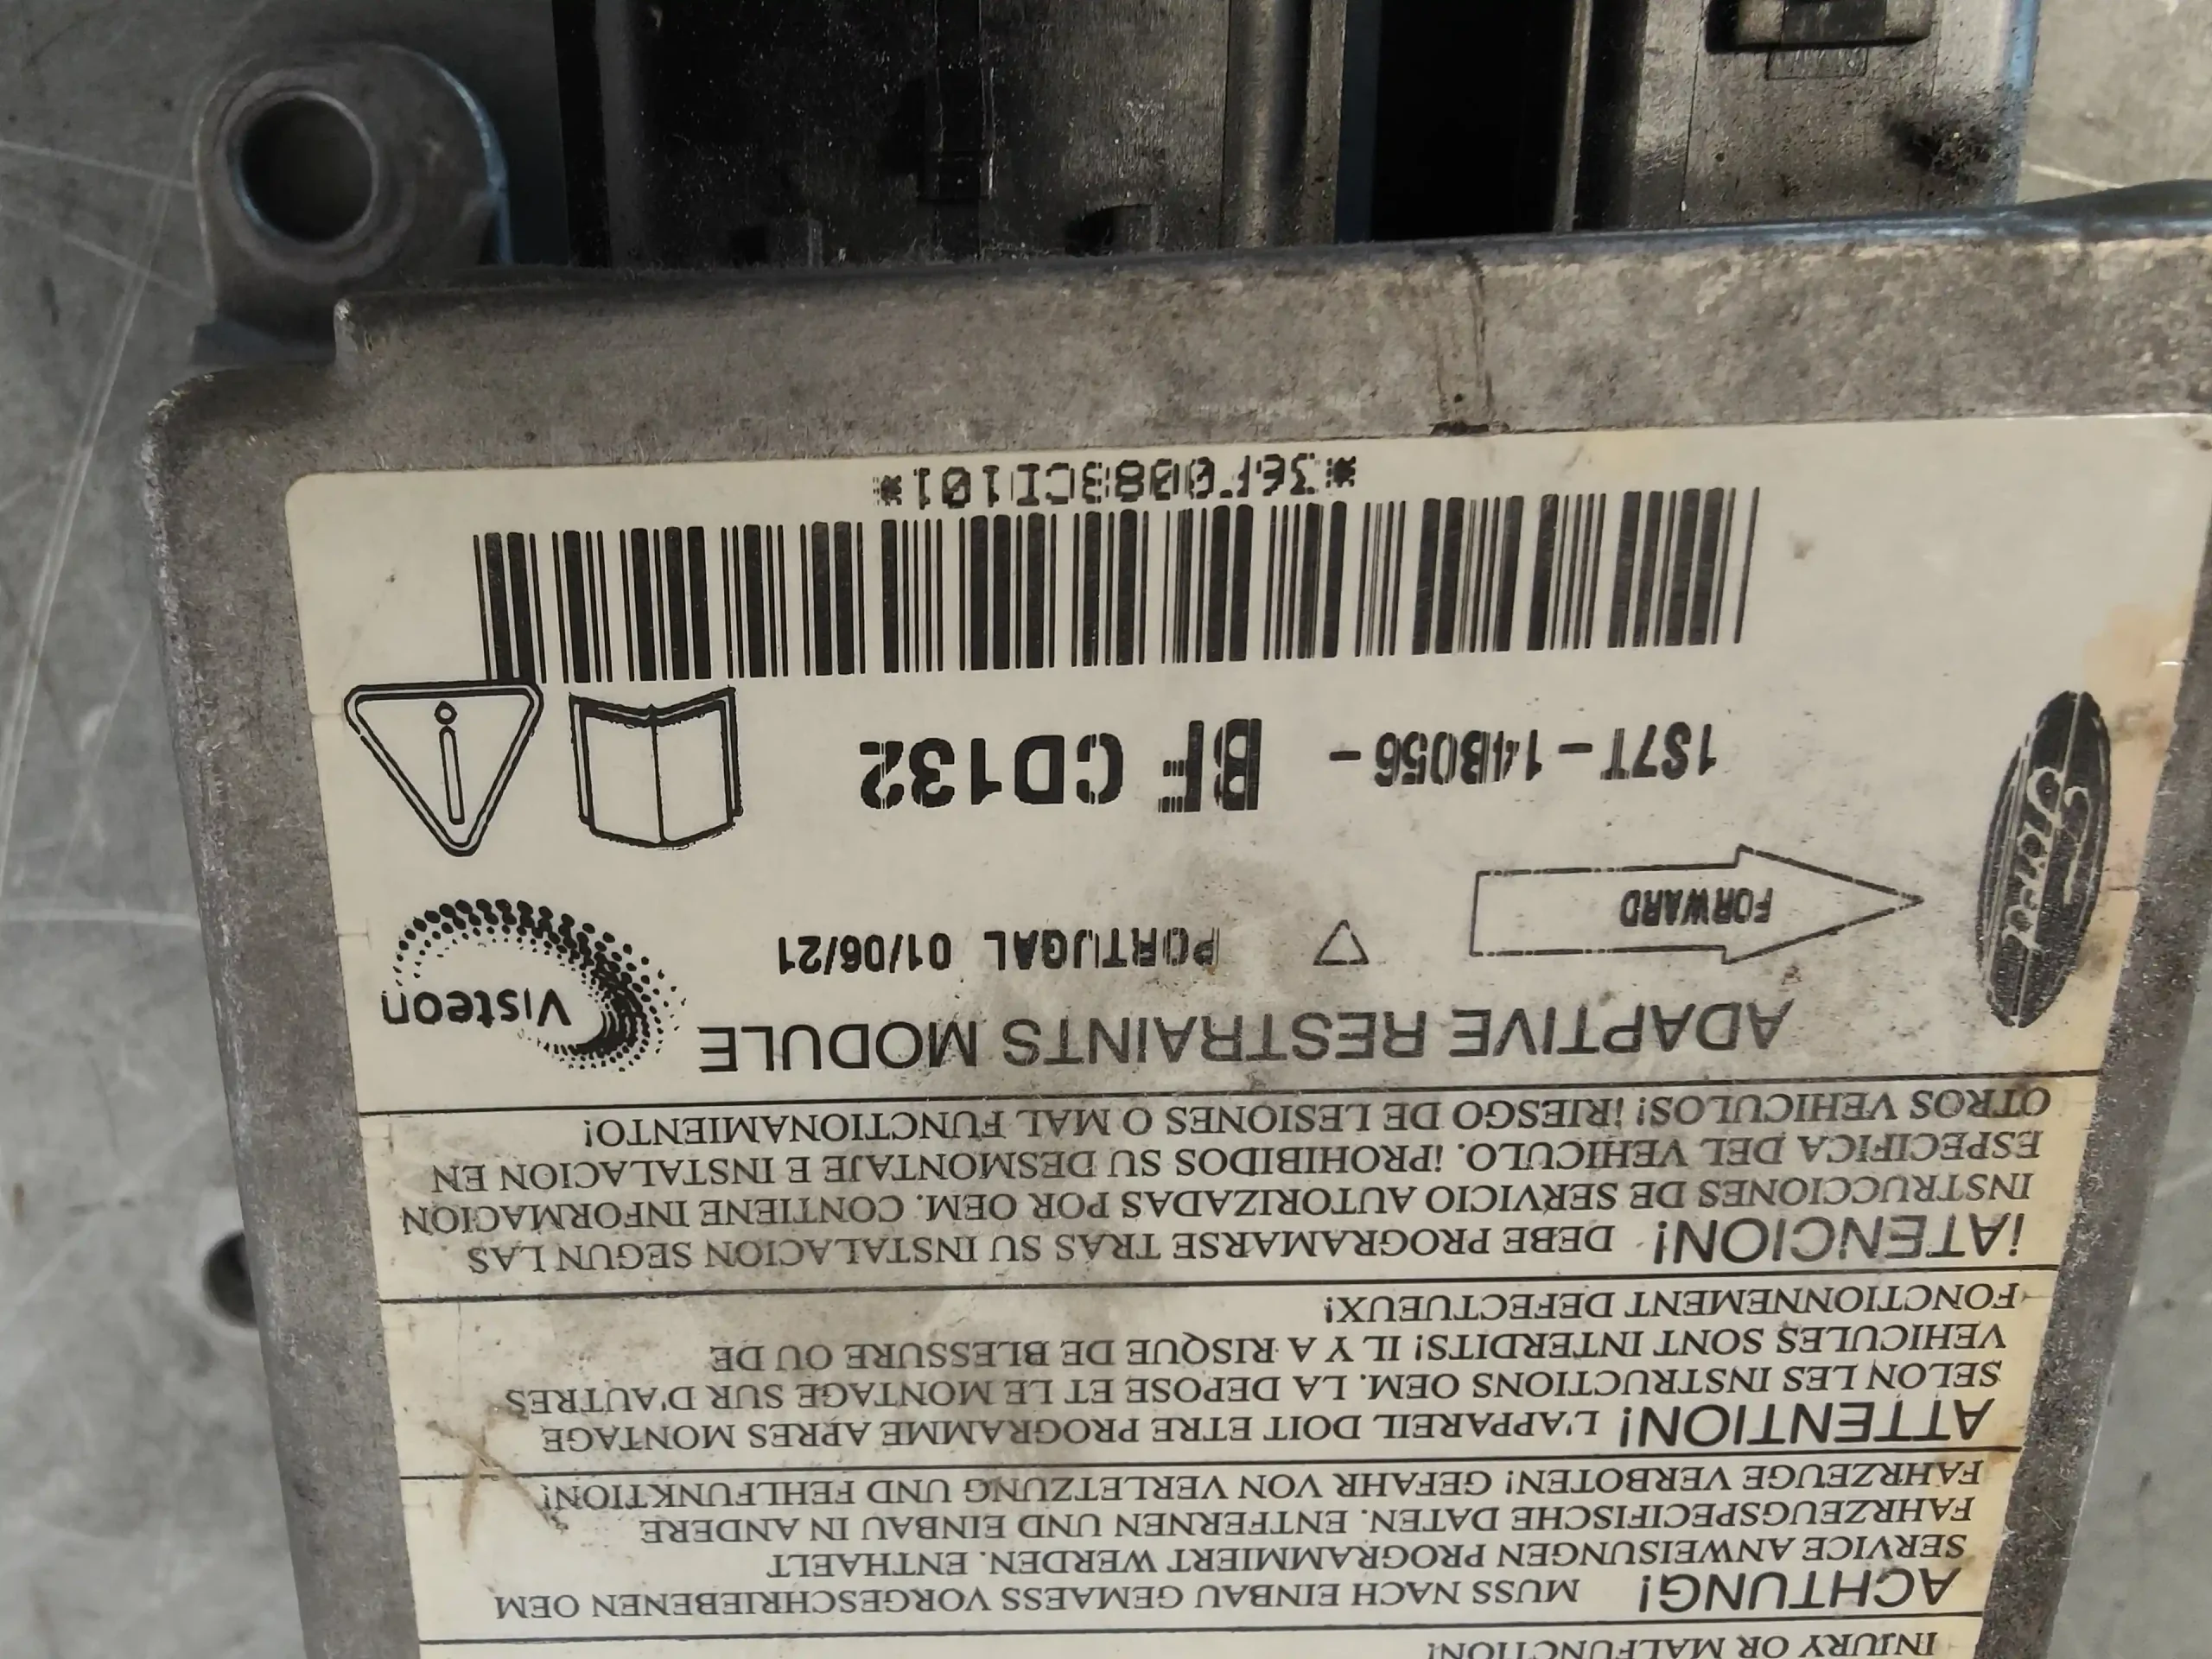 INJURY OR MALFUNCTION!
ACHTUNG! MUSS NACH EINBAU GEMAESS VORGESCHRIEBENEN OEM
SERVICE ANWEISUNGEN PROGRAMMIERT WERDEN. ENTHAELT
FAHRZEUGSPECIFISCHE DATEN. ENTFERNEN UND EINBAU IN ANDERE
FAHRZEUGE VERBOTEN! GEFAHR VON VERLETZUNG UND FEHLFUNKTION!
ATTENTION! L'APPAREIL DOIT ETRE PROGRAMME APRES MONTAGE
SELON LES INSTRUCTIONS OEM. LA DEPOSE ET LE MONTAGE SUR D'AUTRES
VEHICULES SONT INTERDITS! IL Y A RISQUE DE BLESSURE OU DE
FONCTIONNEMENT DEFECTUEUX!
¡ATENCION! DEBE PROGRAMARSE TRAS SU INSTALACION SEGUN LAS
INSTRUCCIONES DE SERVICIO AUTORIZADAS POR OEM. CONTIENE INFORMACION
ESPECIFICA DEL VEHICULO. ¡PROHIBIDOS SU DESMONTAJE E INSTALACION EN
OTROS VEHICULOS! ¡RIESGO DE LESIONES O MAL FUNCTIONAMIENTO!
ADAPTIVE RESTRAINTS MODULE
Visteon
Ford
FORWARD
PORTUGAL 01/06/21
1S7T-14B056- BF CD132